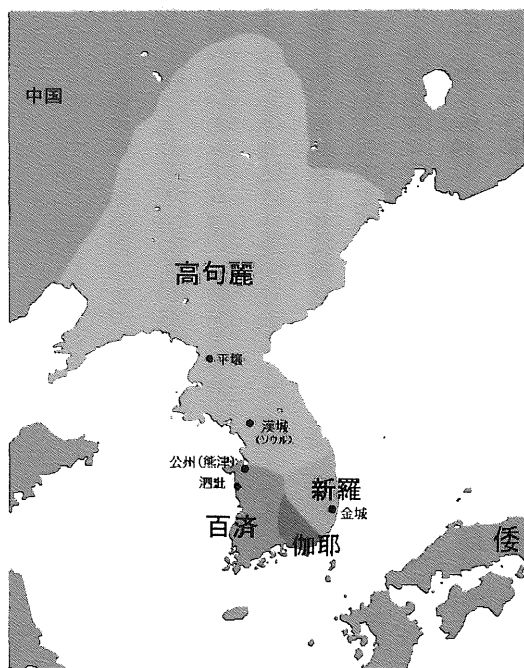 中国
高句麗
平壌
漢城
(ソウル)
公州(熊津)
泗沘
新羅
金城
百済
伽耶
倭